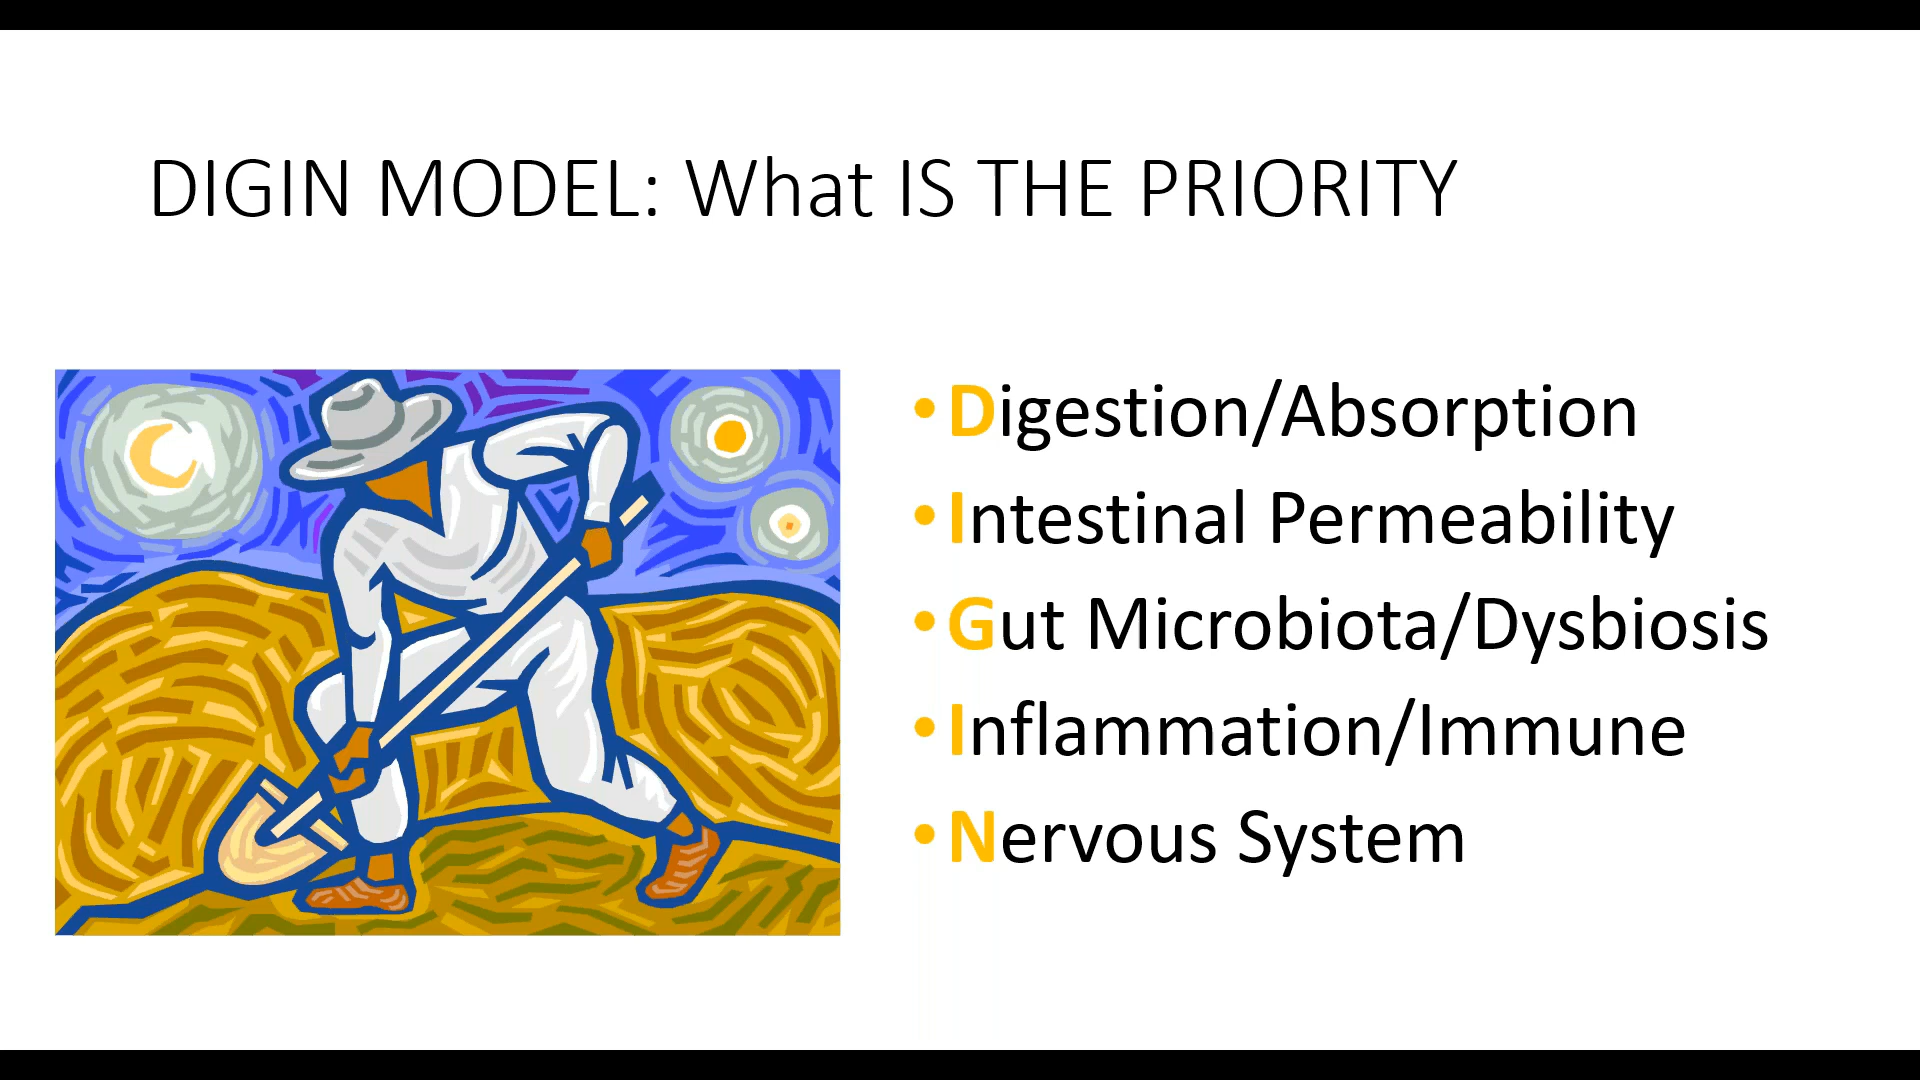 DIGIN MODEL: What IS THE PRIORITY
•Digestion/Absorption
•Intestinal Permeability
•Gut Microbiota/Dysbiosis
•Inflammation/Immune
•Nervous System